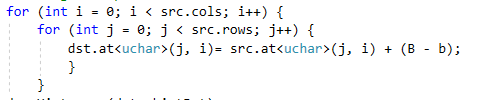 for (int i = 0; i < src.cols; i++) {
for (int j = 0; j < src.rows; j++) {
dst.at<uchar>(j, i)= src.at<uchar>(j, i) + (B - b);
}
}